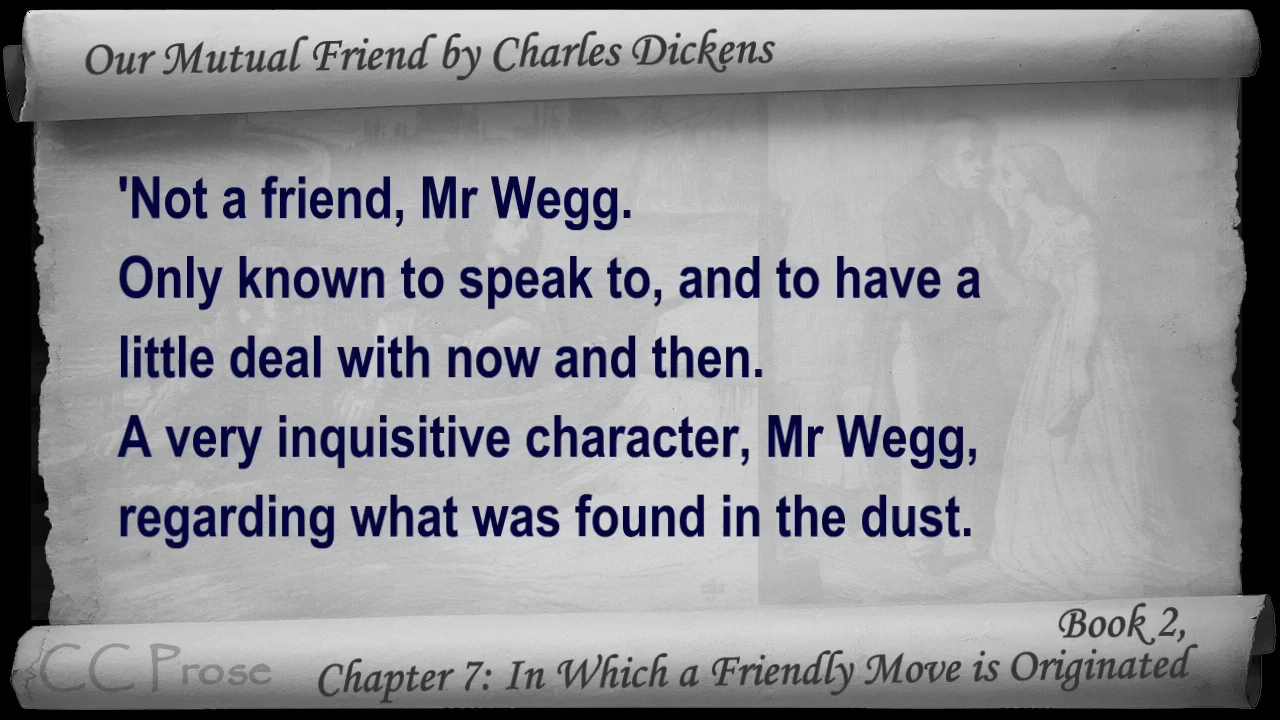 Our Mutual Friend by Charles Dickens
'Not a friend, Mr Wegg.
Only known to speak to, and to have a
little deal with now and then.
A very inquisitive character, Mr Wegg,
regarding what was found in the dust.
Book 2,
CC Prose
Chapter 7: In Which a Friendly Move is Originated